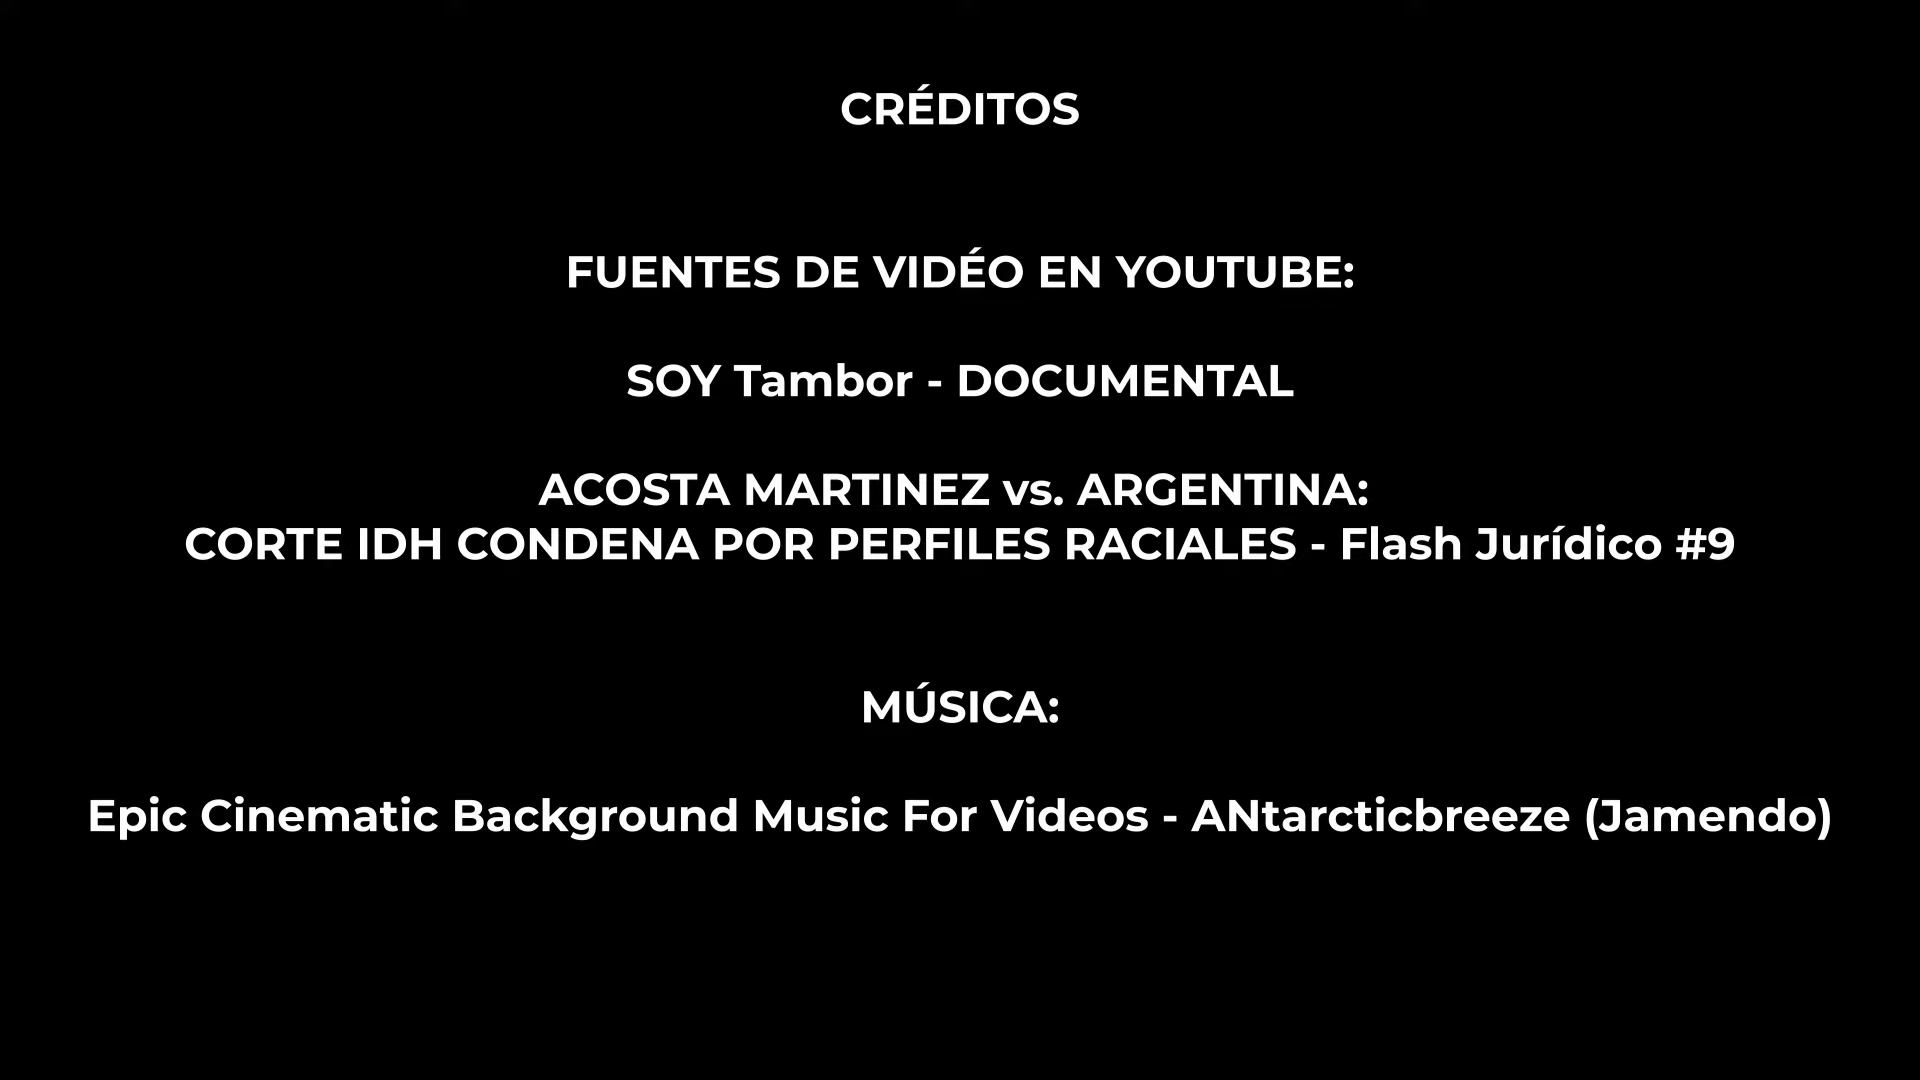 CRÉDITOS
FUENTES DE VIDÉO EN YOUTUBE:
SOY Tambor - DOCUMENTAL
ACOSTA MARTINEZ vs. ARGENTINA:
CORTE IDH CONDENA POR PERFILES RACIALES - Flash Jurídico #9
MÚSICA:
Epic Cinematic Background Music For Videos - ANtarcticbreeze (Jamendo)